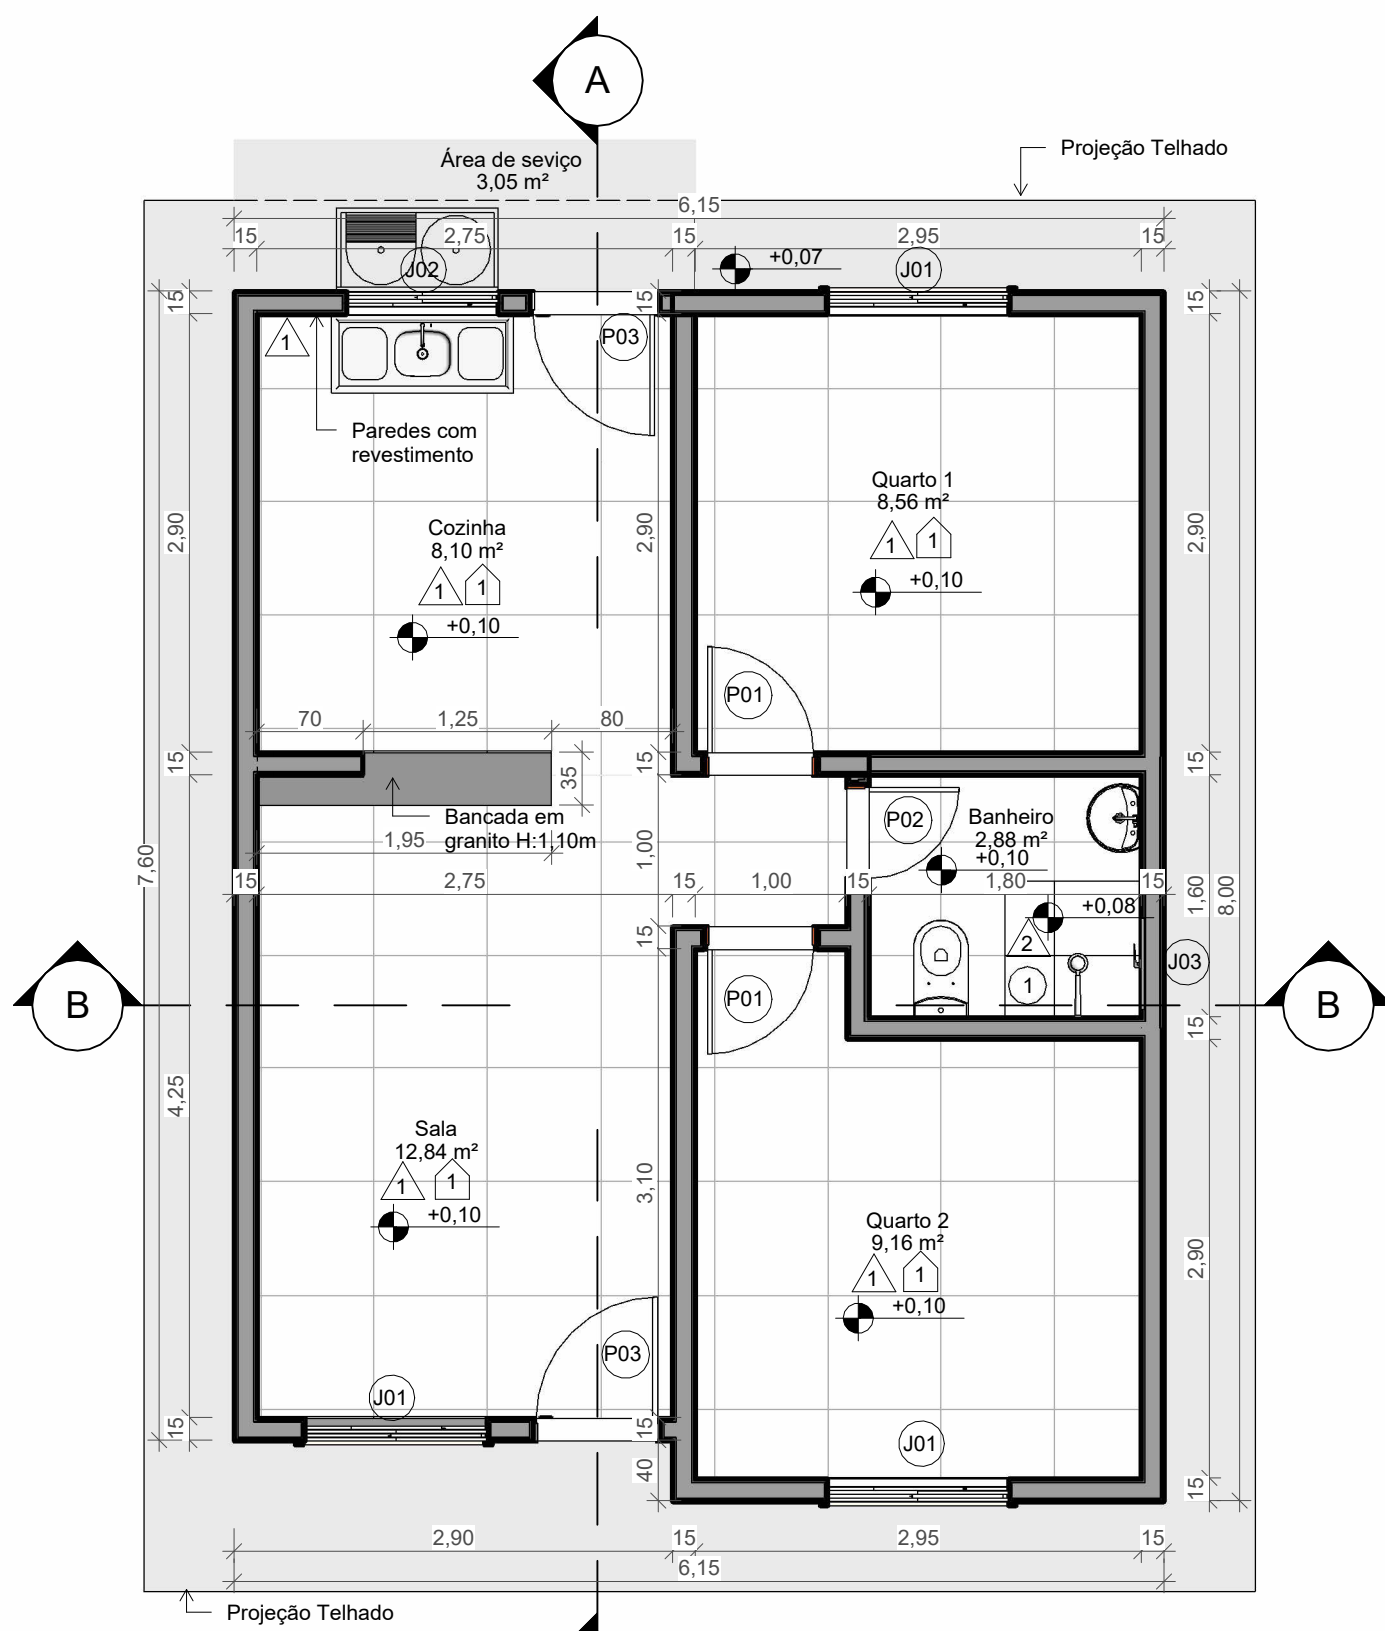 A
Área de seviço
3,05 m²
Projeção Telhado
6,15
15
2,75
15
2,95
15
J02
+0,07
J01
15
15
15
1
P03
Paredes com
revestimento
Quarto 1
8,56 m²
1
1
+0,10
2,90
2,90
2,90
Cozinha
8,10 m²
1
1
+0,10
P01
70
1,25
80
15
15
15
35
Bancada em
granito H:1,10m
1,95
1,00
P02
Banheiro
2,88 m²
+0,10
7,60
15
2,75
15
1,00
15
1,80
15
1,60
8,00
+0,08
15
2
J03
B
P01
1
B
15
4,25
Sala
12,84 m²
1
1
+0,10
3,10
Quarto 2
9,16 m²
1
1
+0,10
2,90
P03
J01
15
15
J01
40
15
2,90
15
2,95
15
6,15
Projeção Telhado